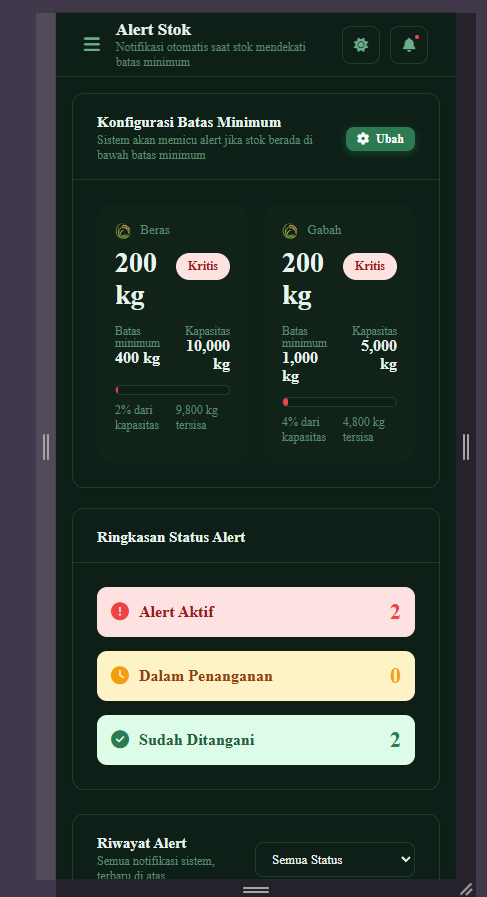 Alert Stok
Notifikasi otomatis saat stok mendekati
batas minimum
Konfigurasi Batas Minimum
Sistem akan memicu alert jika stok berada di
bawah batas minimum
Ubah
Beras
200
kg
Kritis
Batas
minimum
400 kg
Kapasitas
10,000
kg
2% dari
kapasitas
9,800 kg
tersisa
Gabah
200
kg
Kritis
Batas
minimum
1,000
kg
Kapasitas
5,000
kg
4% dari
kapasitas
4,800 kg
tersisa
Ringkasan Status Alert
Alert Aktif 2
Dalam Penanganan 0
Sudah Ditangani 2
Riwayat Alert
Semua notifikasi sistem,
terbaru di atas
Semua Status